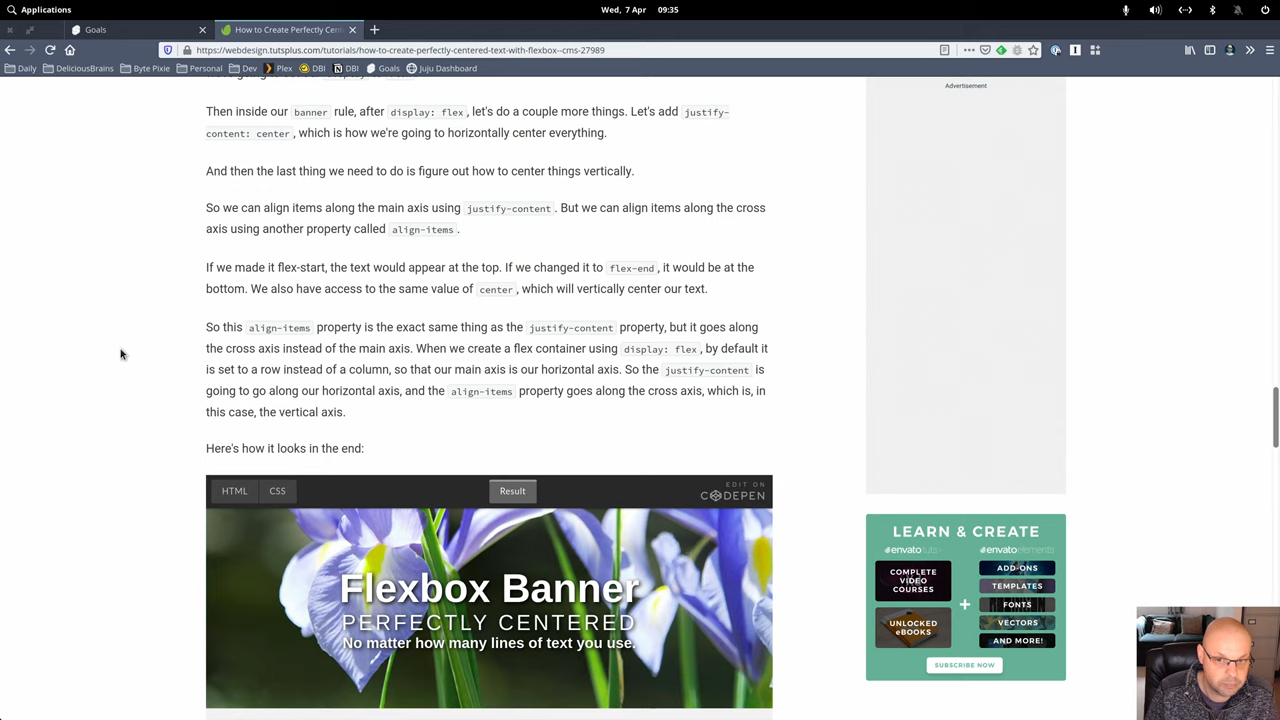 Applications
Wed, 7 Apr 09:35
Goals
How to Create Perfectly Cen
https://webdesign.tutsplus.com/tutorials/how-to-create-perfectly-centered-text-with-flexbox--cms-27989
Daily DeliciousBrains Byte Pixie Personal Dev Plex DBI DBI Goals Juju Dashboard
Advertisement
Then inside our banner rule, after display: flex, let's do a couple more things. Let's add justify-
content: center, which is how we're going to horizontally center everything.
And then the last thing we need to do is figure out how to center things vertically.
So we can align items along the main axis using justify-content. But we can align items along the cross
axis using another property called align-items.
If we made it flex-start, the text would appear at the top. If we changed it to flex-end, it would be at the
bottom. We also have access to the same value of center, which will vertically center our text.
So this align-items property is the exact same thing as the justify-content property, but it goes along
the cross axis instead of the main axis. When we create a flex container using display: flex, by default it
is set to a row instead of a column, so that our main axis is our horizontal axis. So the justify-content is
going to go along our horizontal axis, and the align-items property goes along the cross axis, which is, in
this case, the vertical axis.
Here's how it looks in the end:
HTML CSS Result
EDIT ON
CODEPEN
Flexbox Banner
PERFECTLY CENTERED
No matter how many lines of text you use.
LEARN & CREATE
envato tuts+ envato elements
COMPLETE
VIDEO
COURSES
UNLOCKED
eBOOKS
+
ADD-ONS
TEMPLATES
FONTS
VECTORS
AND MORE!
SUBSCRIBE NOW